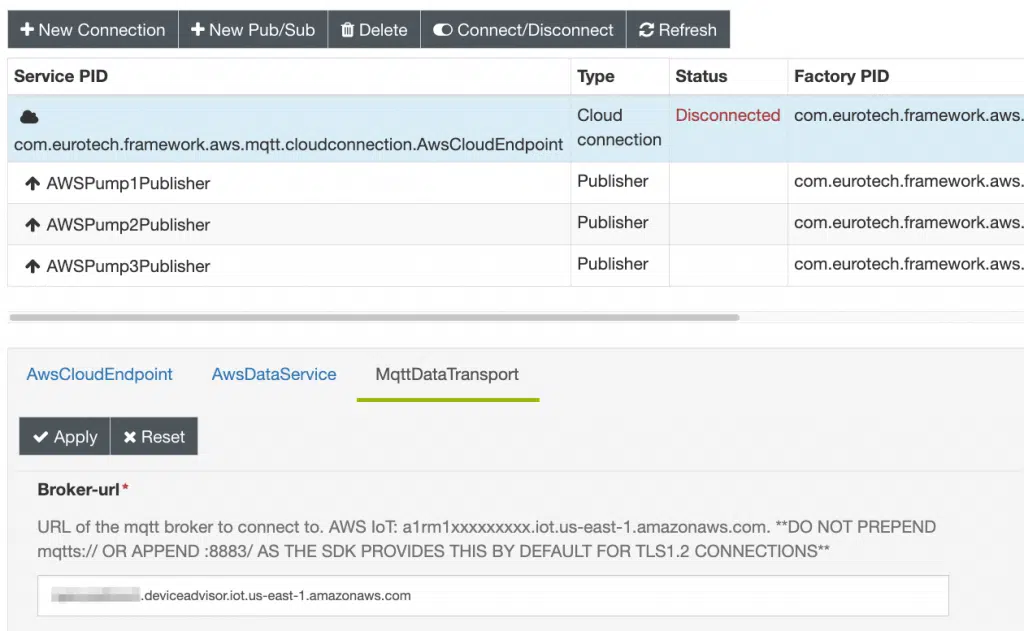 New Connection New Pub/Sub Delete Connect/Disconnect Refresh
Service PID Type Status Factory PID
com.eurotech.framework.aws.mqtt.cloudconnection.AwsCloudEndpoint Cloud connection Disconnected com.eurotech.framework.aws.
AWSPump1Publisher Publisher com.eurotech.framework.aws.
AWSPump2Publisher Publisher com.eurotech.framework.aws.
AWSPump3Publisher Publisher com.eurotech.framework.aws.
AwsCloudEndpoint AwsDataService MqttDataTransport
Apply Reset
Broker-url*
URL of the mqtt broker to connect to. AWS IoT: a1rm1xxxxxxxxx.iot.us-east-1.amazonaws.com. **DO NOT PREPEND
mqtts:// OR APPEND :8883/ AS THE SDK PROVIDES THIS BY DEFAULT FOR TLS1.2 CONNECTIONS**
.deviceadvisor.iot.us-east-1.amazonaws.com